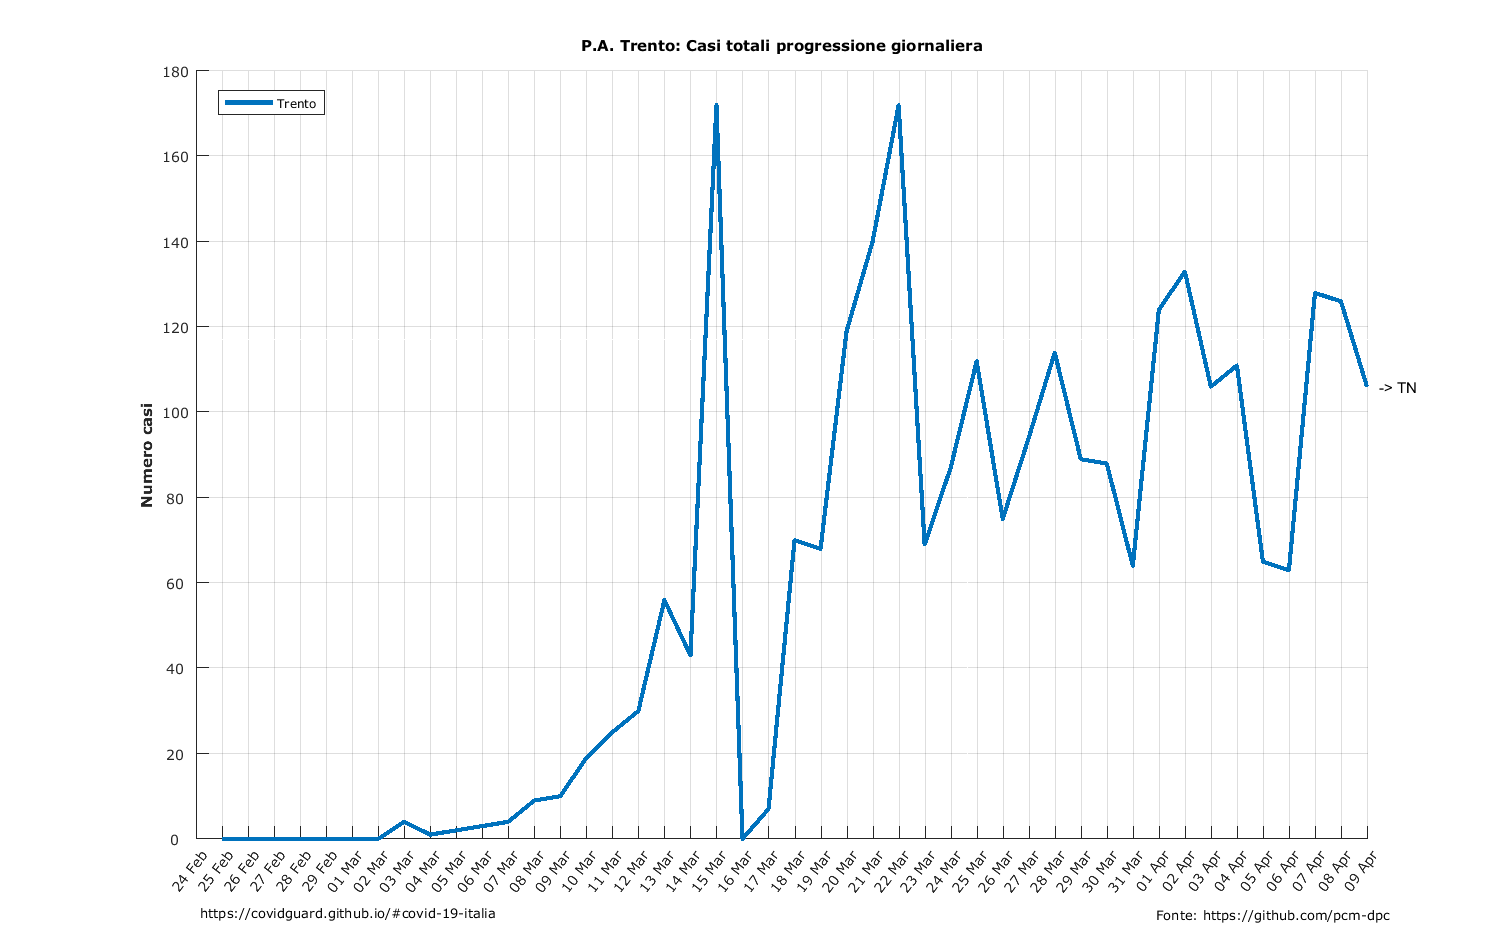 P.A. Trento: Casi totali progressione giornaliera
180
Trento
160
140
120
-> TN
100
Numero casi
80
60
40
20
0
24 Feb
25 Feb
26 Feb
27 Feb
28 Feb
29 Feb
01 Mar
02 Mar
03 Mar
04 Mar
05 Mar
06 Mar
07 Mar
08 Mar
09 Mar
10 Mar
11 Mar
12 Mar
13 Mar
14 Mar
15 Mar
16 Mar
17 Mar
18 Mar
19 Mar
20 Mar
21 Mar
22 Mar
23 Mar
24 Mar
25 Mar
26 Mar
27 Mar
28 Mar
29 Mar
30 Mar
31 Mar
01 Apr
02 Apr
03 Apr
04 Apr
05 Apr
06 Apr
07 Apr
08 Apr
09 Apr
https://covidguard.github.io/#covid-19-italia
Fonte: https://github.com/pcm-dpc